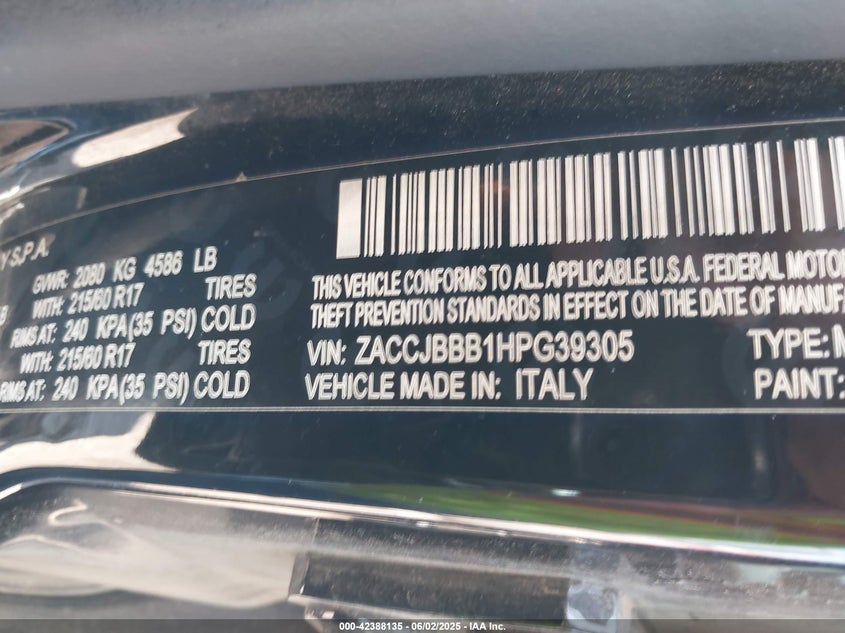 Y S.P.A.
GVWR: 2080 KG 4586 LB
WITH: 215/60 R17 TIRES
RIMS AT: 240 KPA(35 PSI) COLD
WITH: 215/60 R17 TIRES
RIMS AT: 240 KPA(35 PSI) COLD
THIS VEHICLE CONFORMS TO ALL APPLICABLE U.S.A. FEDERAL MOTOR
THEFT PREVENTION STANDARDS IN EFFECT ON THE DATE OF MANUFA
VIN: ZACCJBBB1HPG39305 TYPE: M
VEHICLE MADE IN: ITALY PAINT:
000-42388135 - 06/02/2025 - IAA Inc.